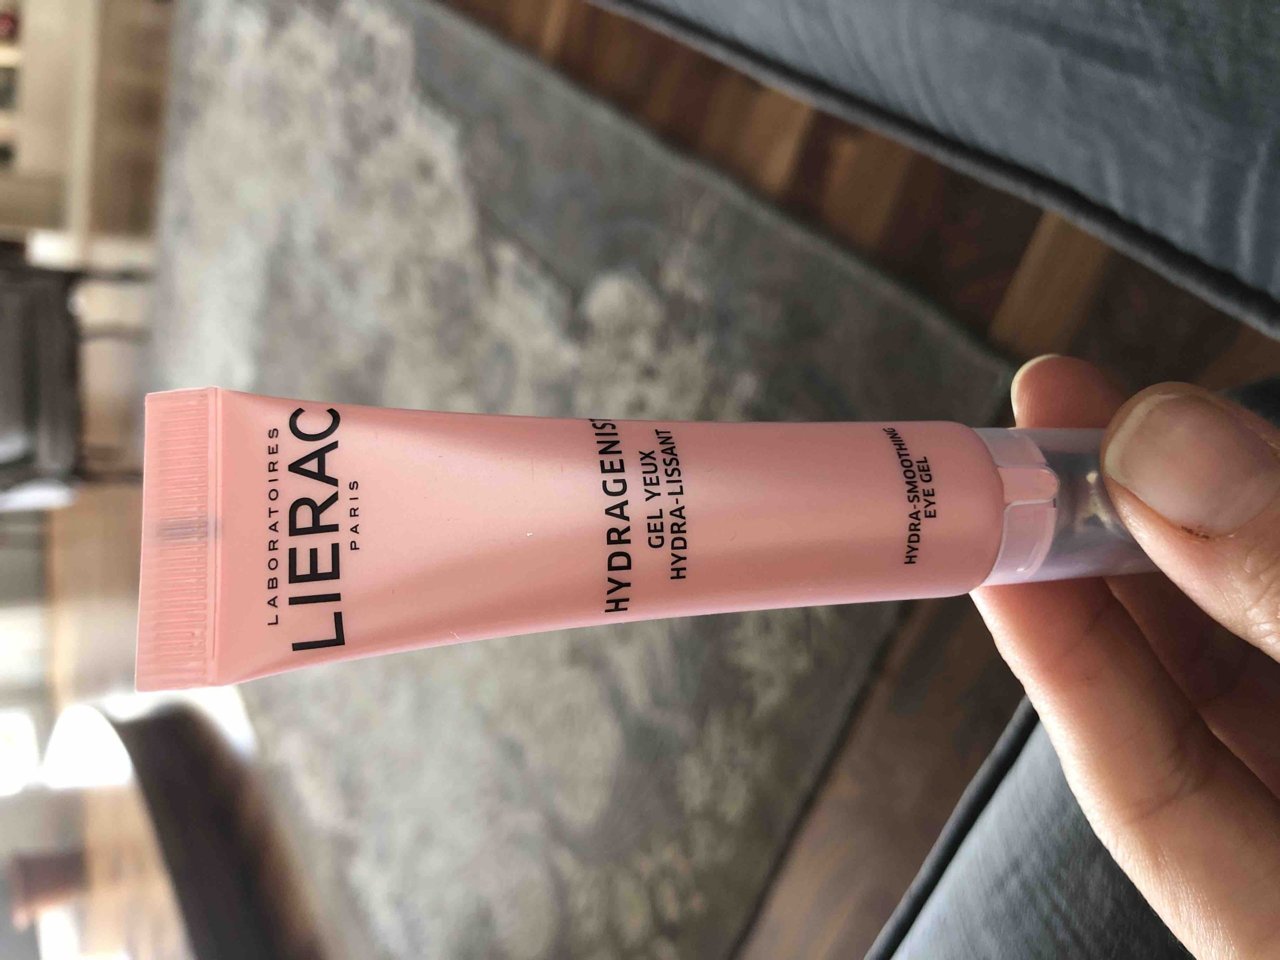 LABORATOIRES
LIERAC
PARIS
HYDRAGENIST
GEL YEUX
HYDRA-LISSANT
HYDRA-SMOOTHING
EYE GEL